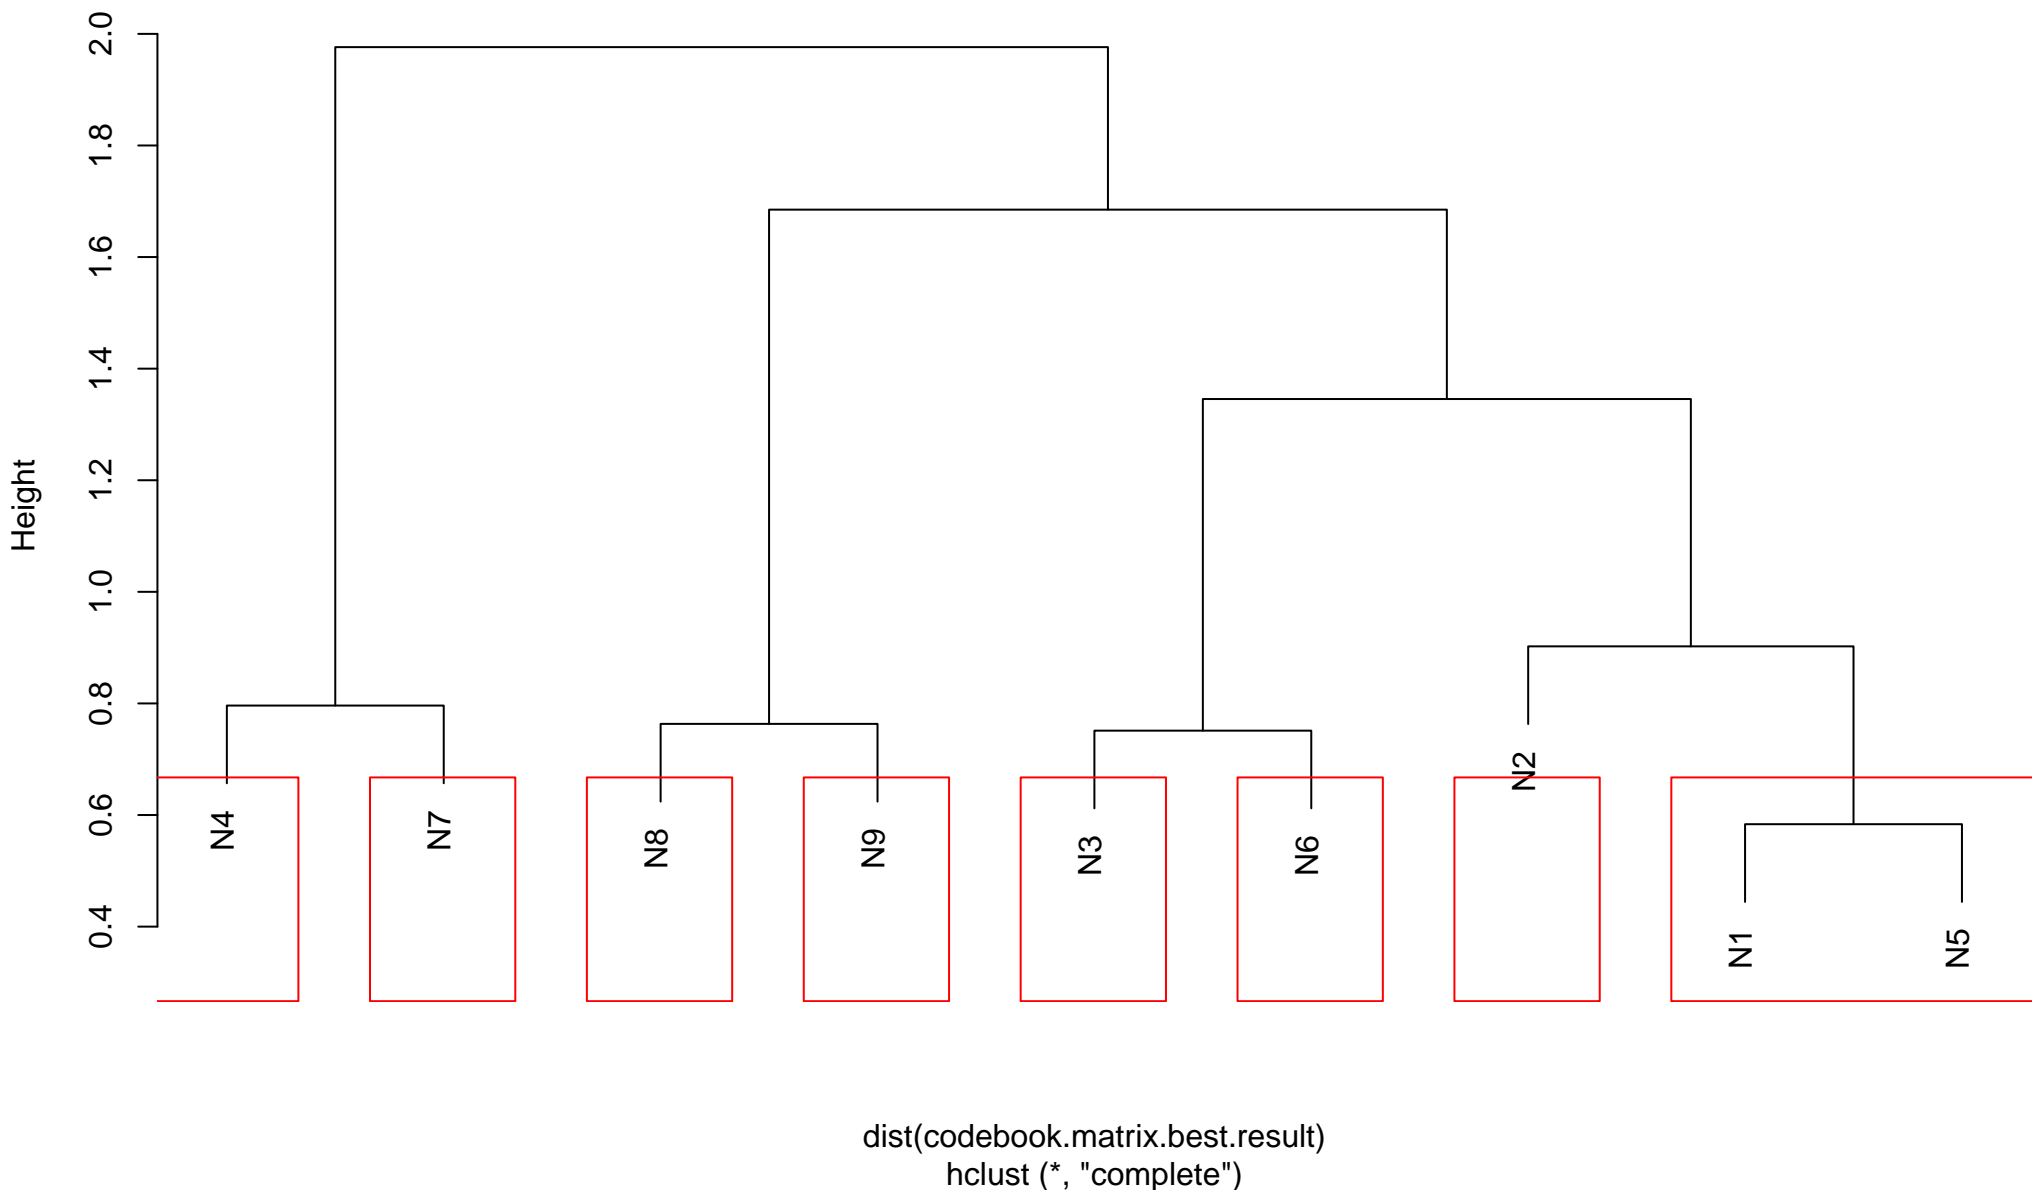 Height
2.0
1.8
1.6
1.4
1.2
1.0
0.8
0.6
0.4
N4
N7
N8
N9
N3
N6
N2
N1
N5
dist(codebook.matrix.best.result)
hclust (*, "complete")